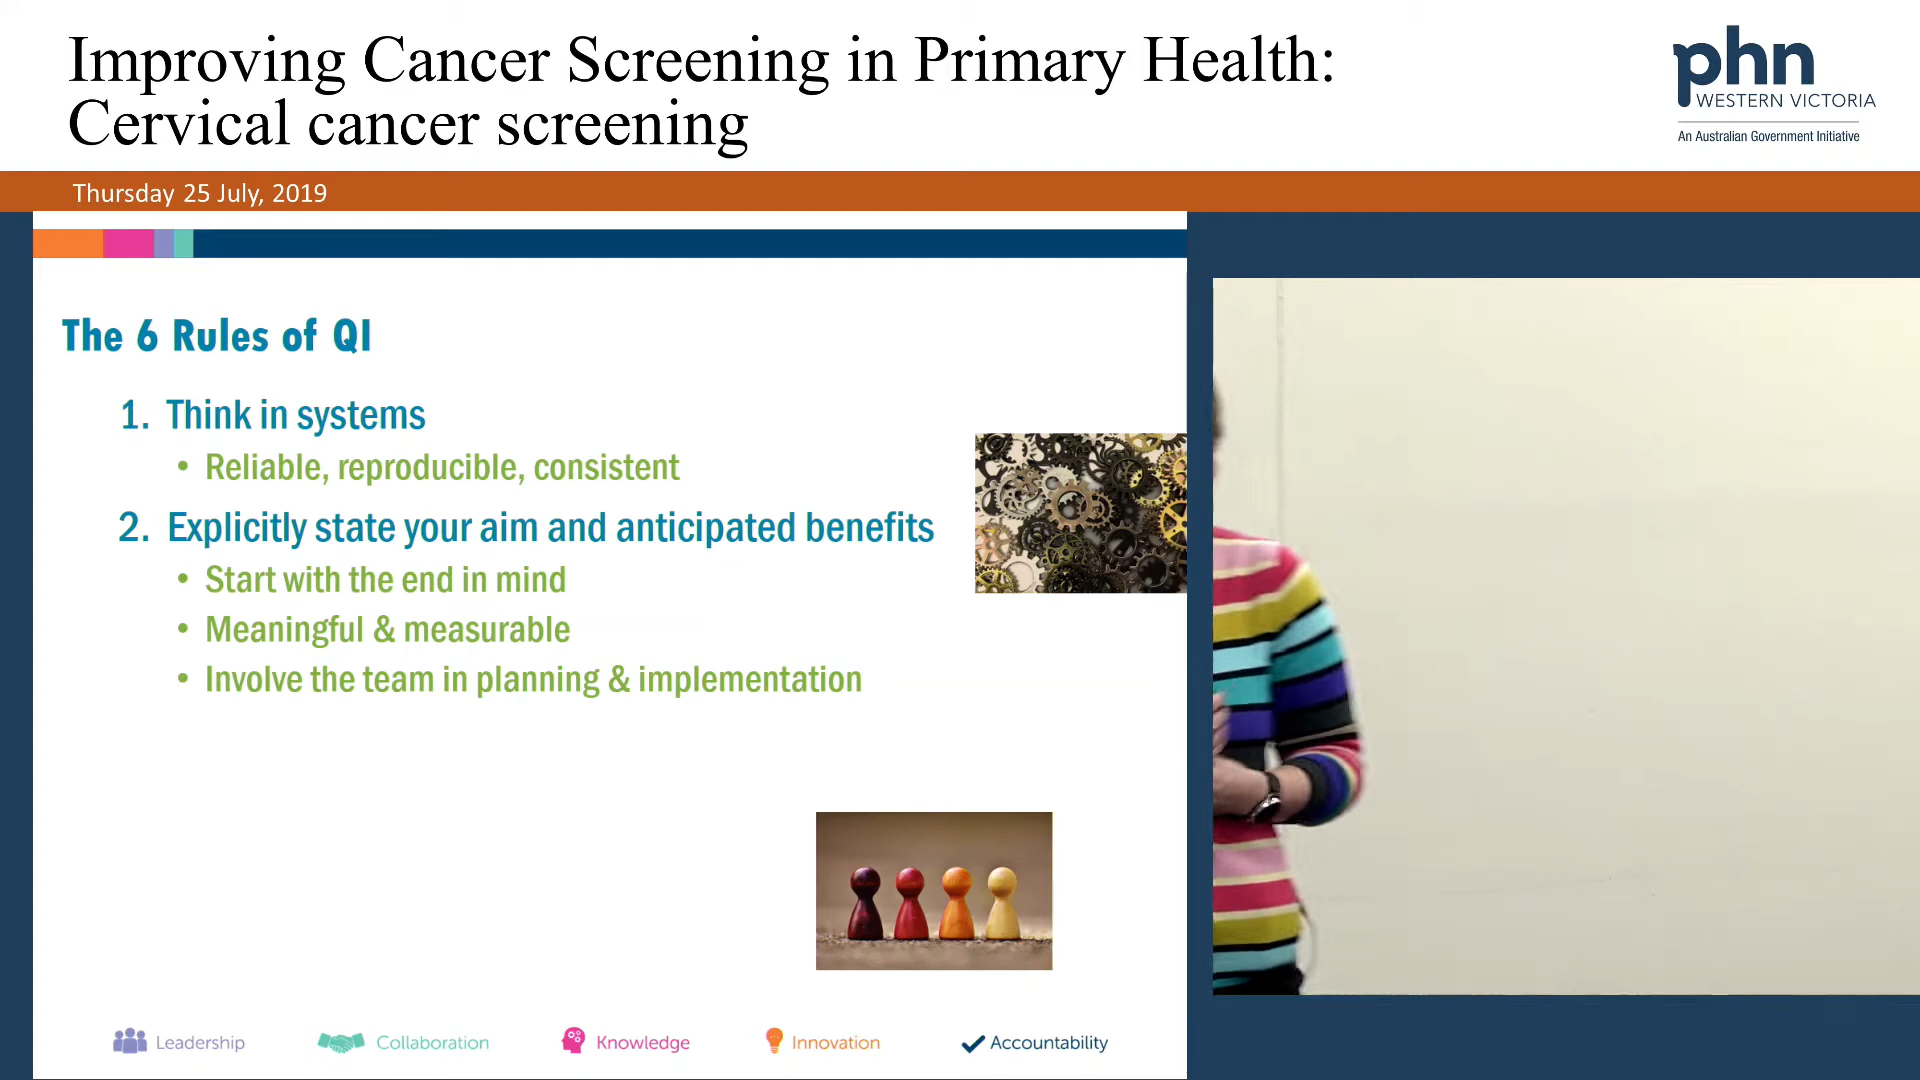 Improving Cancer Screening in Primary Health:
Cervical cancer screening
phn
WESTERN VICTORIA
An Australian Government Initiative
Thursday 25 July, 2019
The 6 Rules of QI
1. Think in systems
• Reliable, reproducible, consistent
2. Explicitly state your aim and anticipated benefits
• Start with the end in mind
• Meaningful & measurable
• Involve the team in planning & implementation
Leadership
Collaboration
Knowledge
Innovation
Accountability